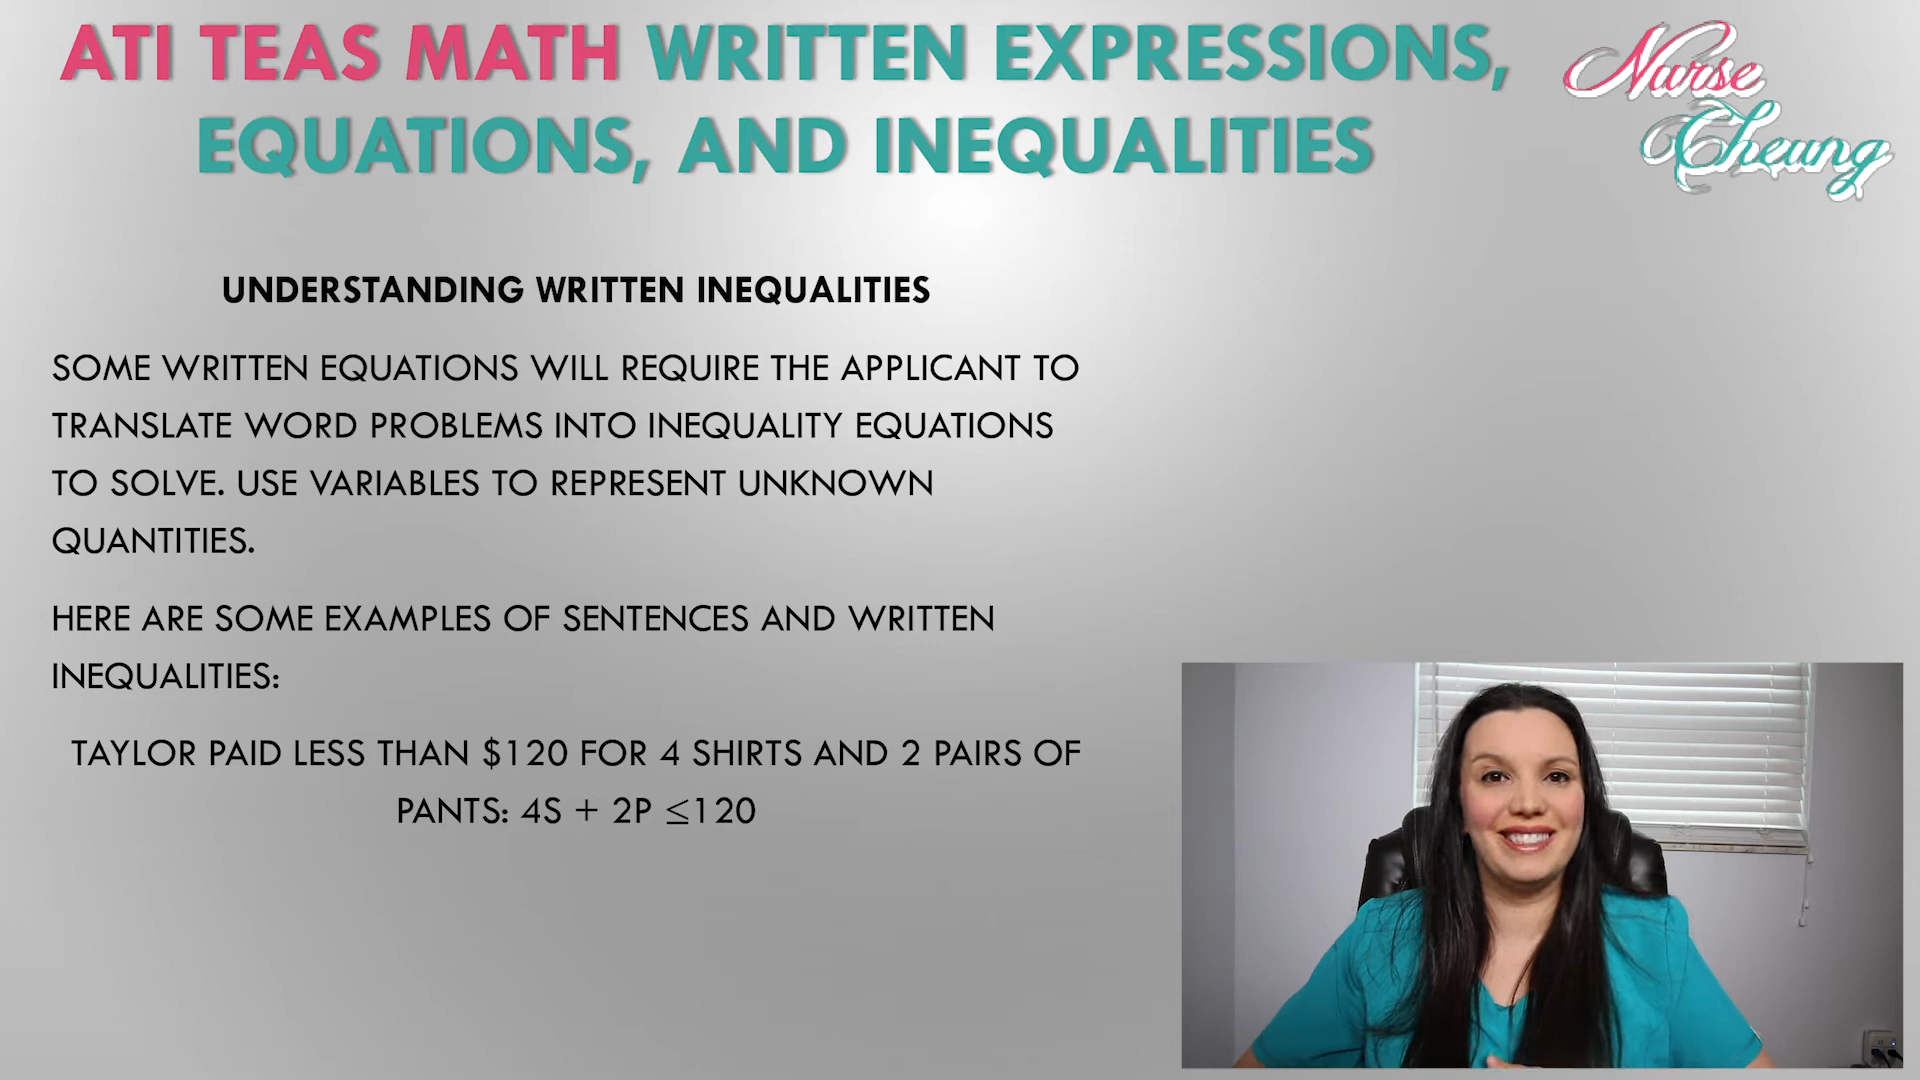 ATI TEAS MATH WRITTEN EXPRESSIONS,
EQUATIONS, AND INEQUALITIES
Nurse
Cheung
UNDERSTANDING WRITTEN INEQUALITIES
SOME WRITTEN EQUATIONS WILL REQUIRE THE APPLICANT TO
TRANSLATE WORD PROBLEMS INTO INEQUALITY EQUATIONS
TO SOLVE. USE VARIABLES TO REPRESENT UNKNOWN
QUANTITIES.
HERE ARE SOME EXAMPLES OF SENTENCES AND WRITTEN
INEQUALITIES:
TAYLOR PAID LESS THAN $120 FOR 4 SHIRTS AND 2 PAIRS OF
PANTS: 4S + 2P ≤120